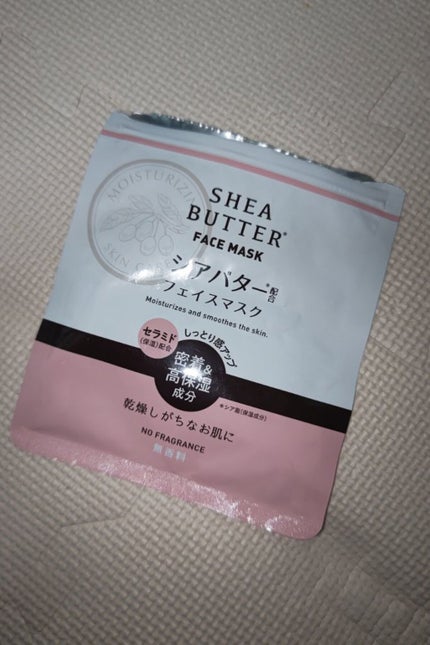 MOISTURIZI
SKIN
SHEA
BUTTER*
FACE MASK
シアバター*配合
フェイスマスク
Moisturizes and smoothes the skin.
セラミド
(保湿)配合
しっとり感アップ
密着&
高保湿
成分
*シア脂(保湿成分)
乾燥しがちなお肌に
NO FRAGRANCE
無香料